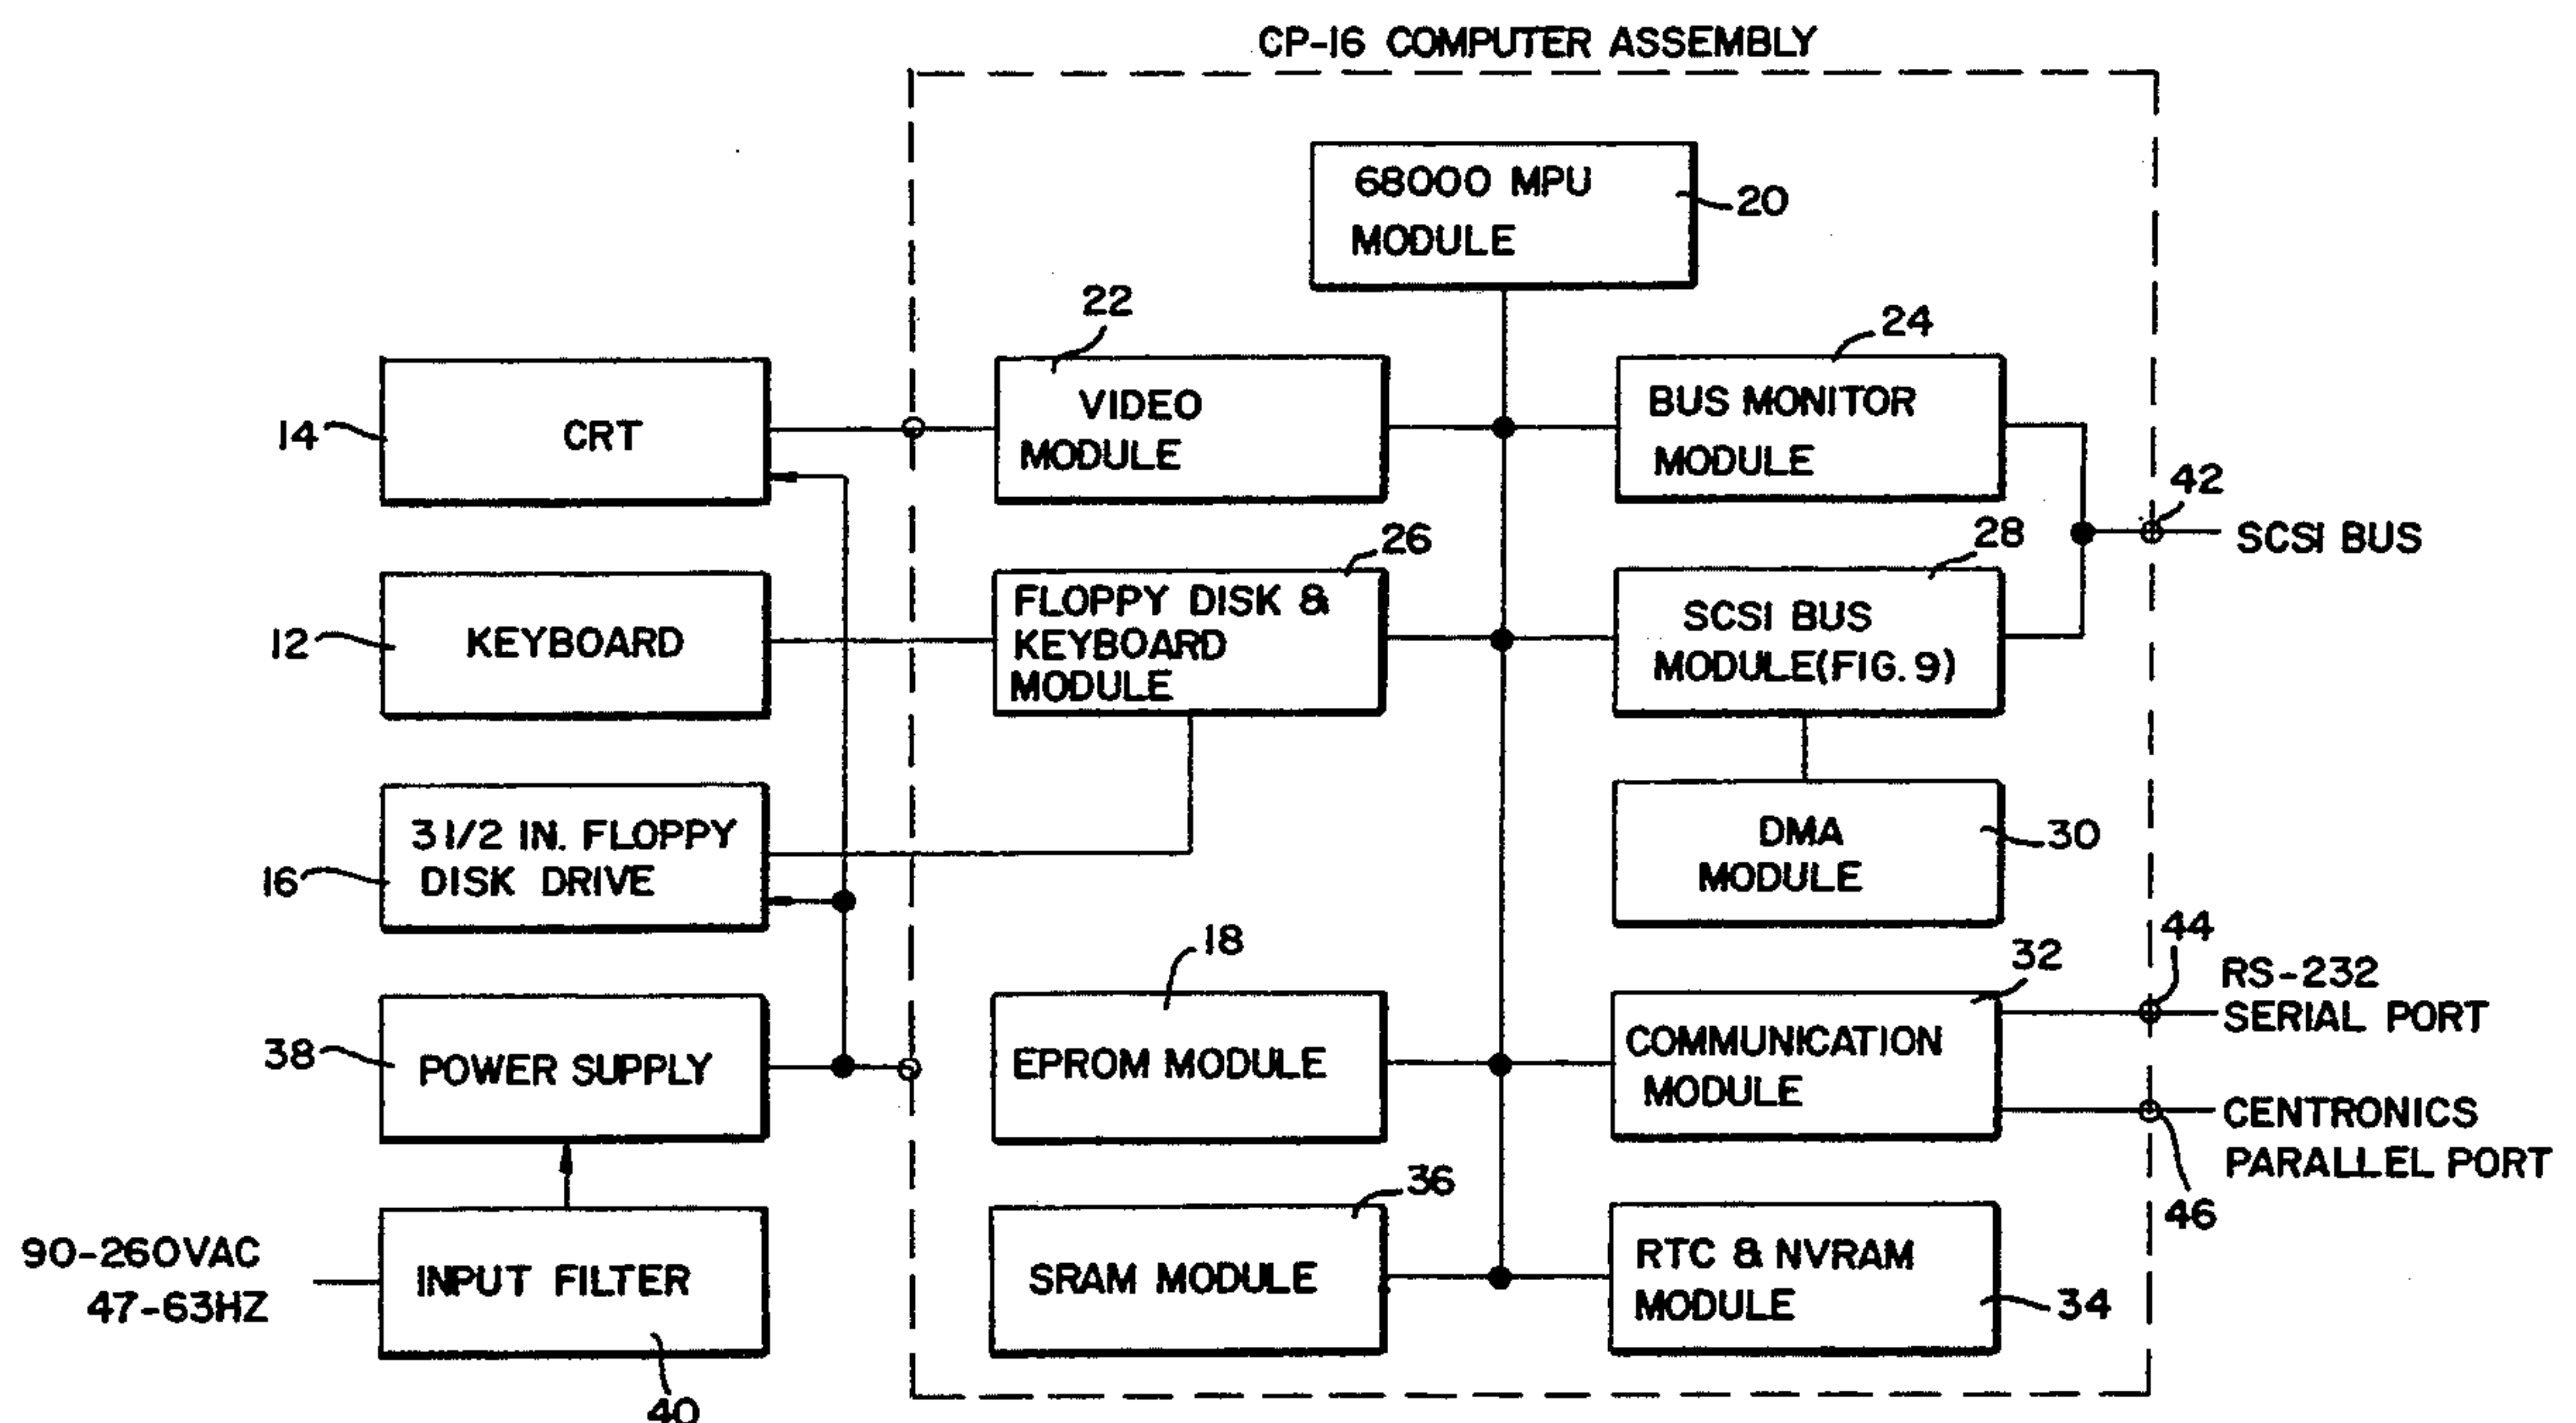 CP-16 COMPUTER ASSEMBLY
68000 MPU
MODULE
20
22
VIDEO
MODULE
24
BUS MONITOR
MODULE
14
CRT
42
SCSI BUS
26
FLOPPY DISK &
KEYBOARD
MODULE
28
SCSI BUS
MODULE(FIG. 9)
12
KEYBOARD
16
3 1/2 IN. FLOPPY
DISK DRIVE
DMA
MODULE
30
18
EPROM MODULE
32
COMMUNICATION
MODULE
44
RS-232
SERIAL PORT
38
POWER SUPPLY
CENTRONICS
PARALLEL PORT
46
36
SRAM MODULE
RTC & NVRAM
MODULE
34
90-260VAC
47-63HZ
INPUT FILTER
40